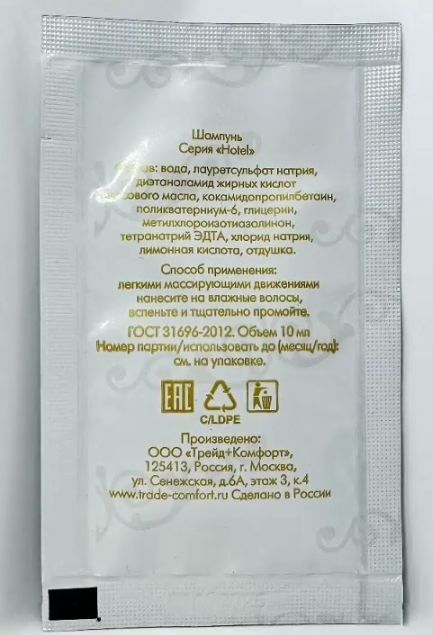 Шампунь
Серия «Hotel»
вода, лауретсульфат натрия,
диэтаноламид жирных кислот
масла, кокамидопропилбетаин,
поликватерниум-6, глицерин,
метилхлороизотиазолинон,
тетранатрий ЭДТА, хлорид натрия,
лимонная кислота, отдушка.
Способ применения:
легкими массирующими движениями
нанесите на влажные волосы,
вспеньте и тщательно промойте.
ГОСТ 31696-2012. Объем 10 мл
Номер партии/использовать до (месяц/год):
см. на упаковке.
EAC
C/LDPE
Произведено:
ООО «Трейд+Комфорт»,
125413, Россия, г. Москва,
ул. Сенежская, д.6А, этаж 3, к.4
www.trade-comfort.ru Сделано в России